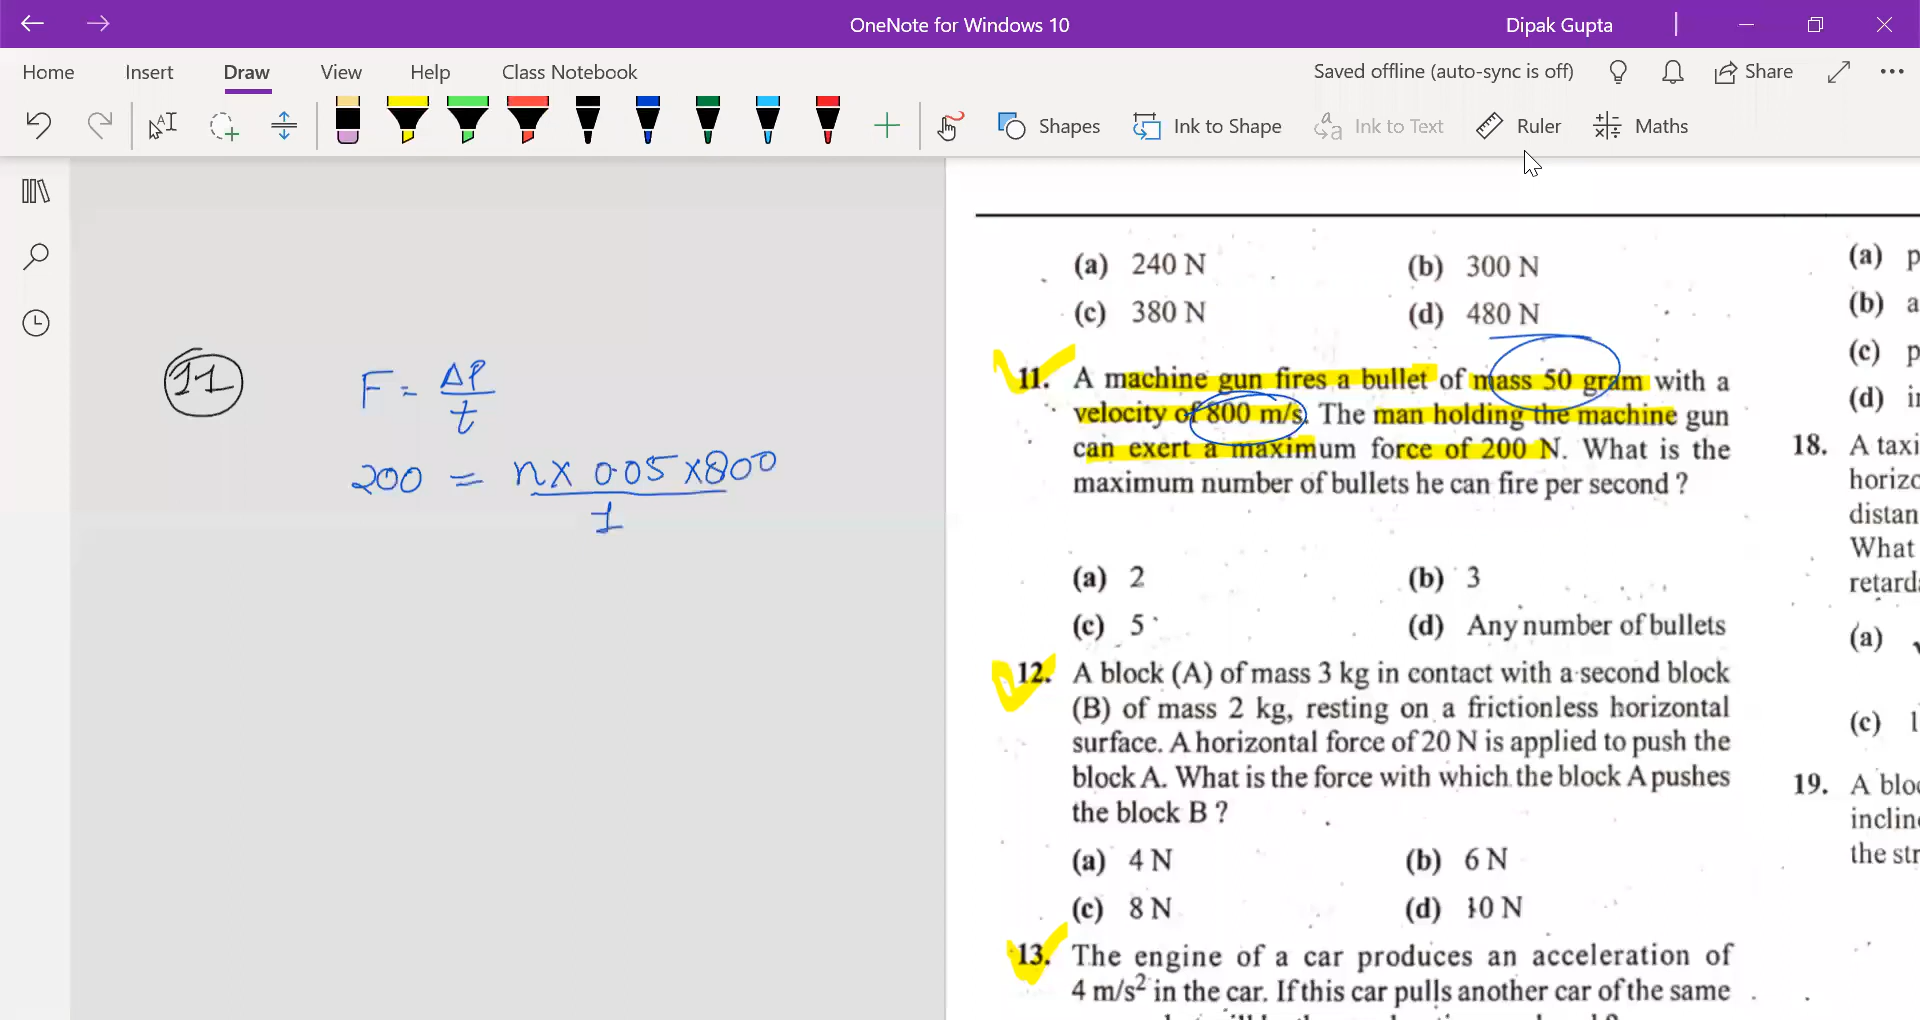 OneNote for Windows 10
Dipak Gupta
Home Insert Draw View Help Class Notebook
Saved offline (auto-sync is off) Share
Shapes Ink to Shape Ink to Text Ruler Maths
11
F = ΔP / t
200 = n× 0.05 ×800 / 1
(a) 240 N (b) 300 N
(c) 380 N (d) 480 N
11. A machine gun fires a bullet of mass 50 gram with a
velocity of 800 m/s. The man holding the machine gun
can exert a maximum force of 200 N. What is the
maximum number of bullets he can fire per second ?
(a) 2 (b) 3
(c) 5 (d) Any number of bullets
12. A block (A) of mass 3 kg in contact with a second block
(B) of mass 2 kg, resting on a frictionless horizontal
surface. A horizontal force of 20 N is applied to push the
block A. What is the force with which the block A pushes
the block B ?
(a) 4 N (b) 6 N
(c) 8 N (d) 10 N
13. The engine of a car produces an acceleration of
4 m/s² in the car. If this car pulls another car of the same
(a) p
(b) a
(c) p
(d) i
18. A taxi
horizo
distan
What
retard
(a)
(c) 1
19. A bloc
incline
the str